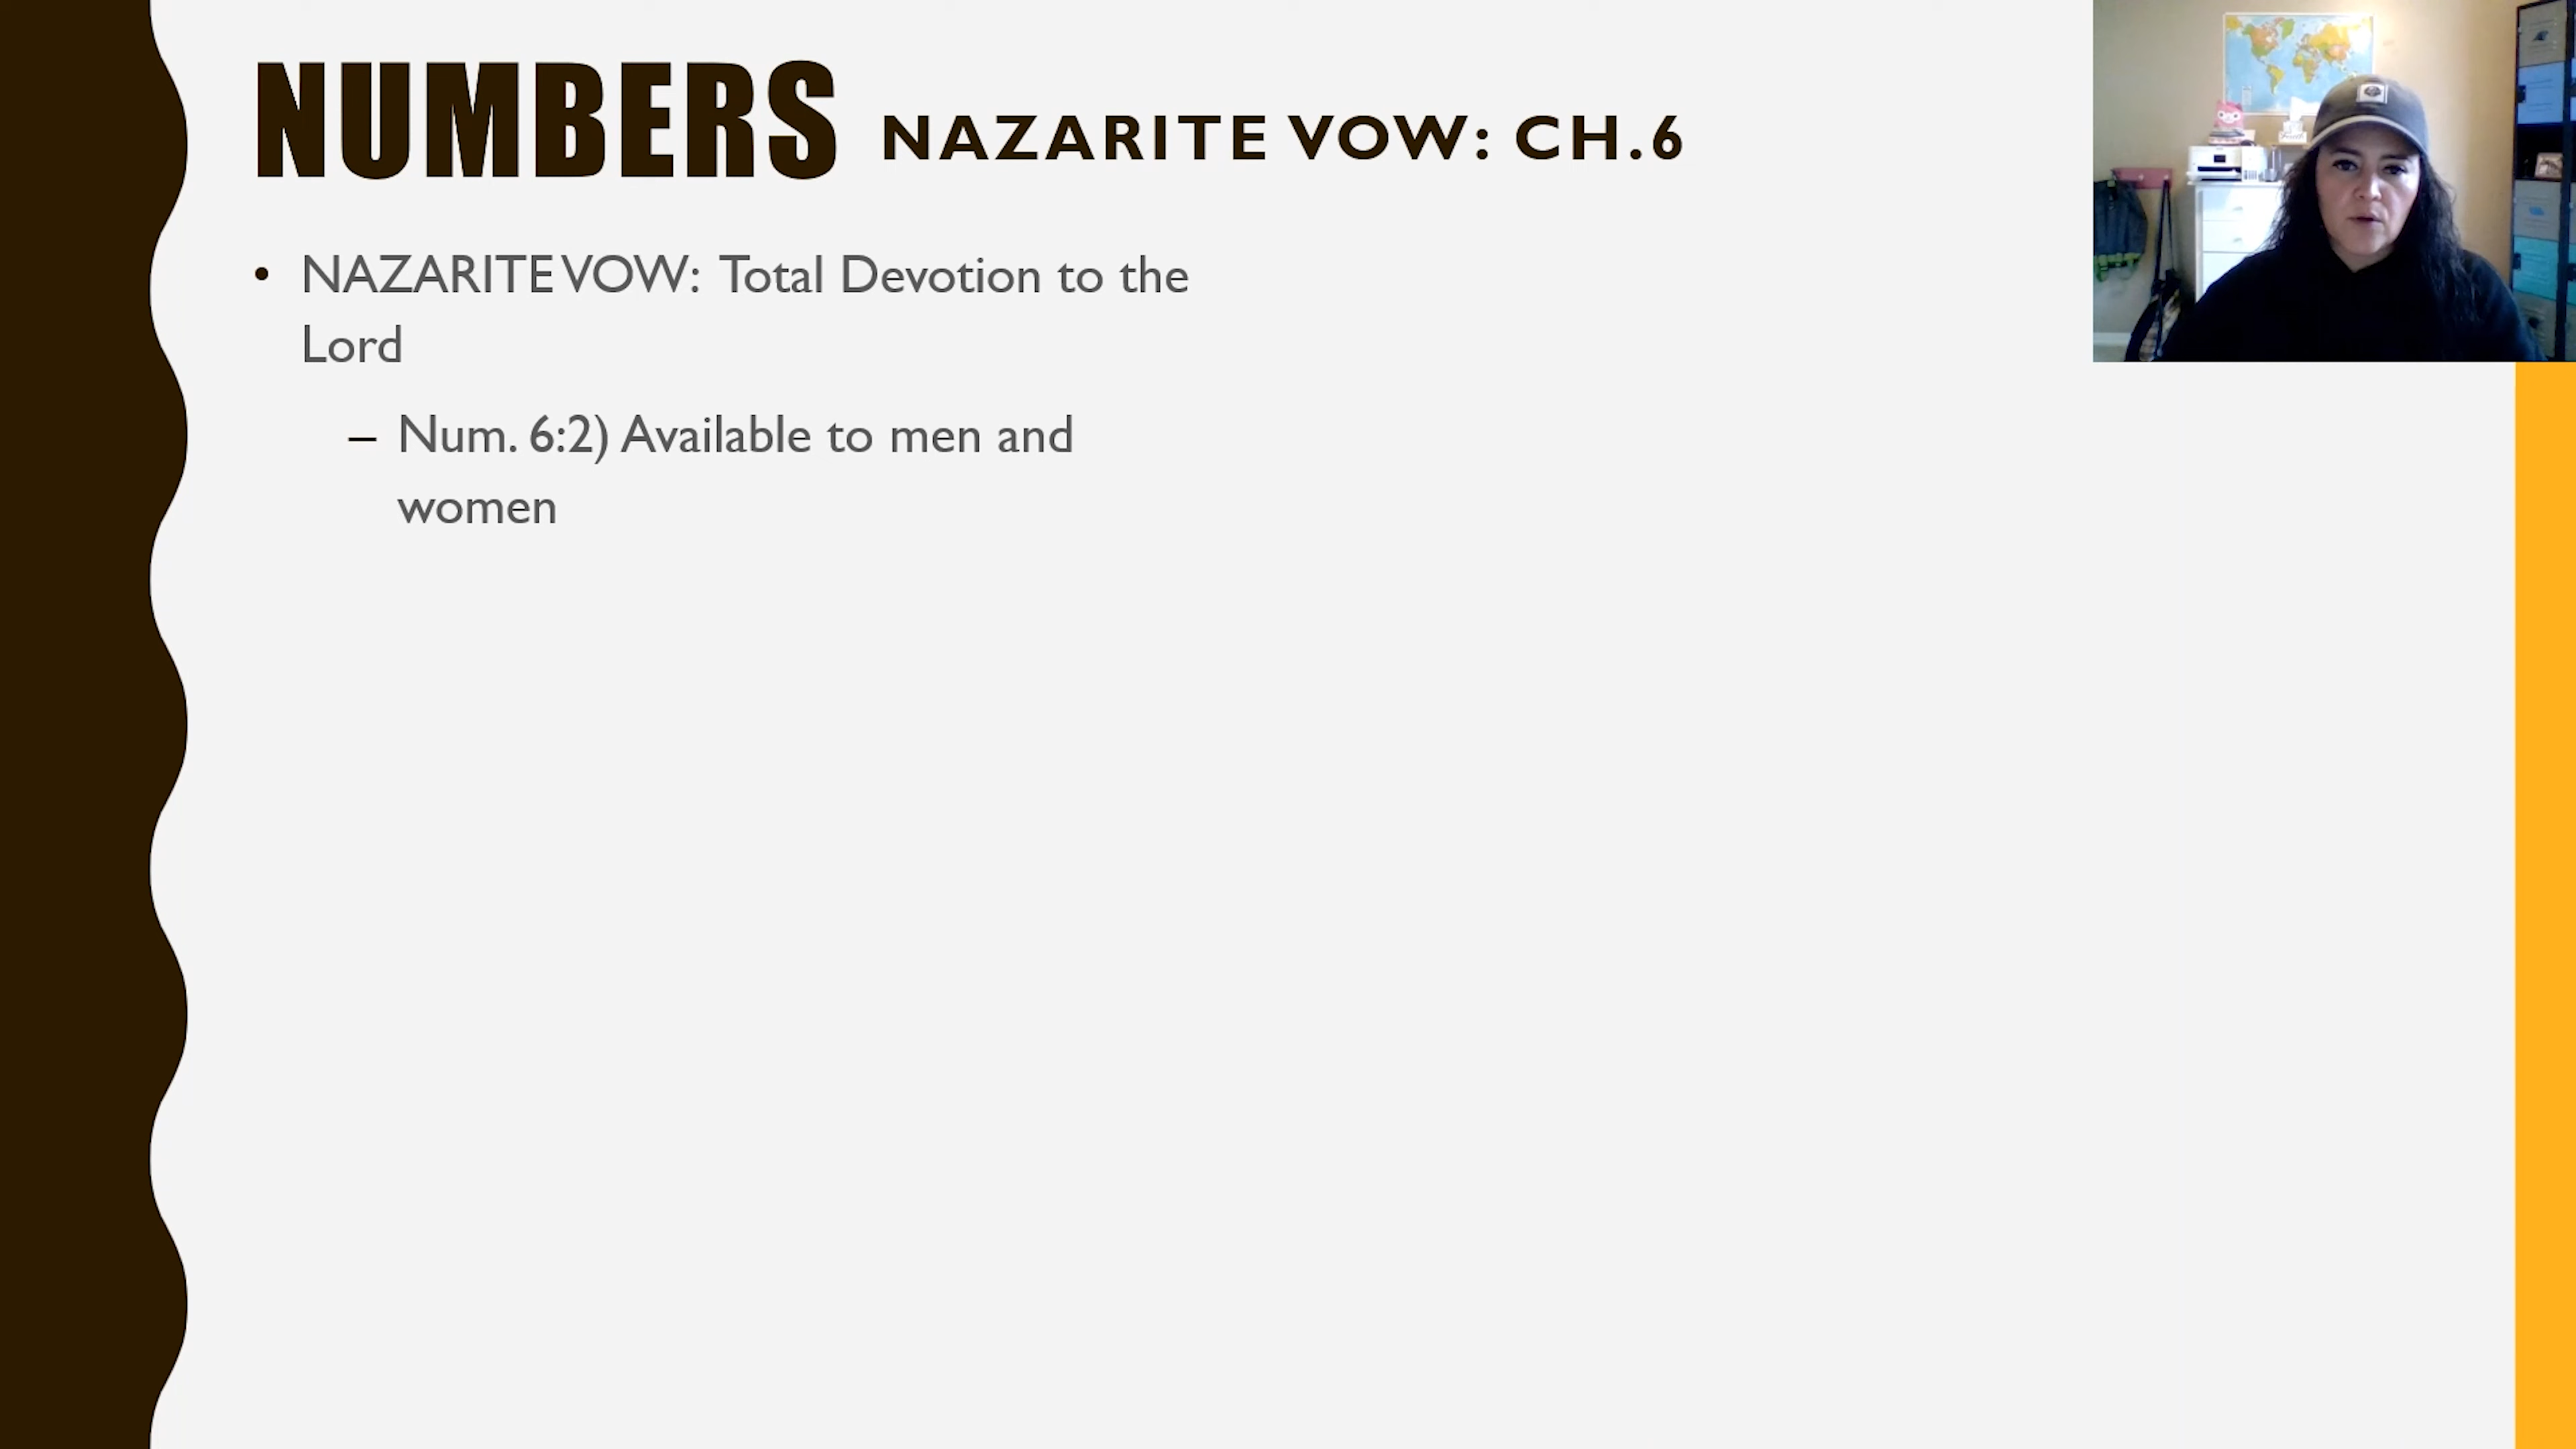 NUMBERS NAZARITE VOW: CH.6
• NAZARITE VOW: Total Devotion to the
Lord
– Num. 6:2) Available to men and
women